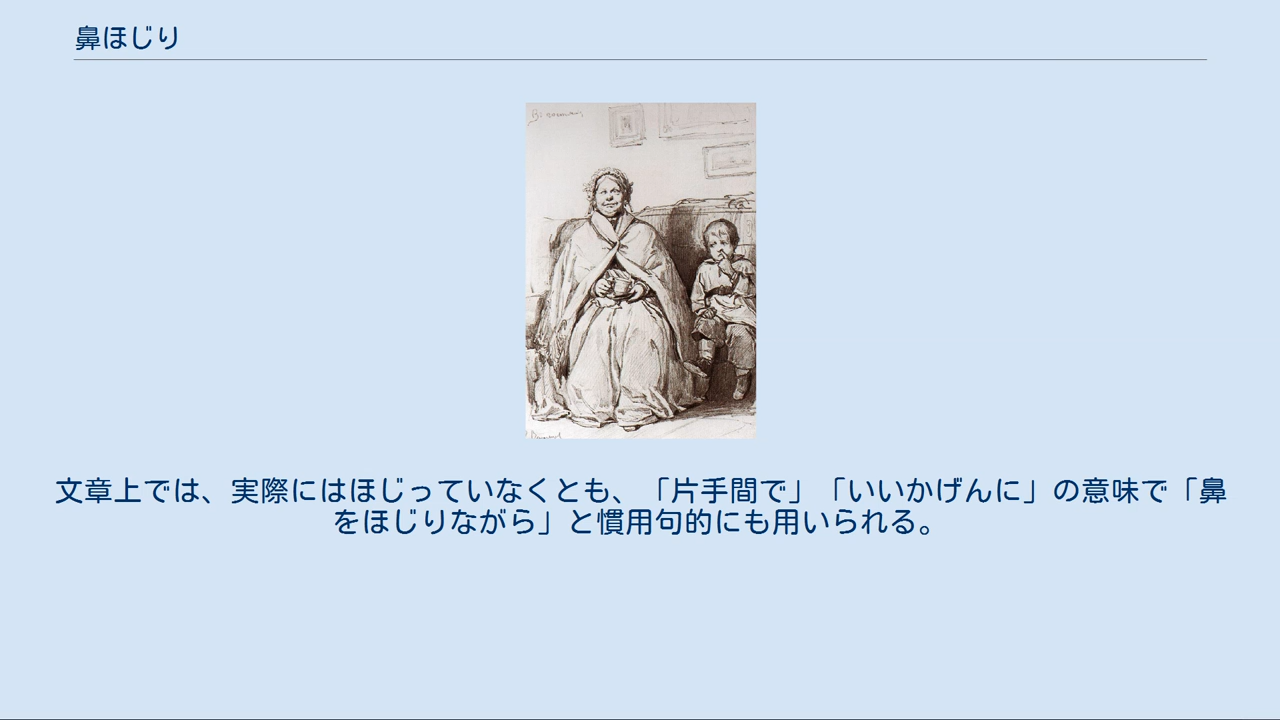 鼻ほじり
文章上では、実際にはほじっていなくとも、「片手間で」「いいかげんに」の意味で「鼻
をほじりながら」と慣用句的にも用いられる。